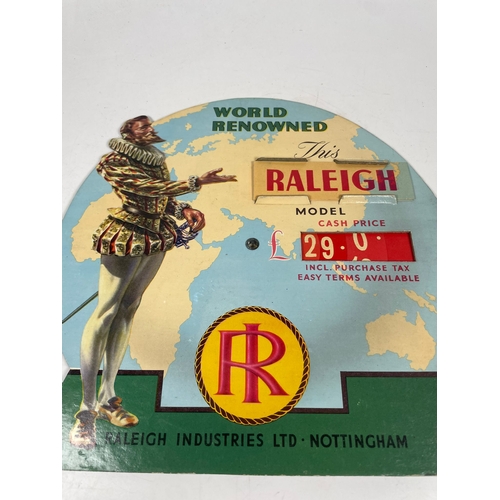 WORLD
RENOWNED
This
RALEIGH
MODEL
CASH PRICE
£ 29.0.
INCL. PURCHASE TAX
EASY TERMS AVAILABLE
RI
RALEIGH INDUSTRIES LTD · NOTTINGHAM